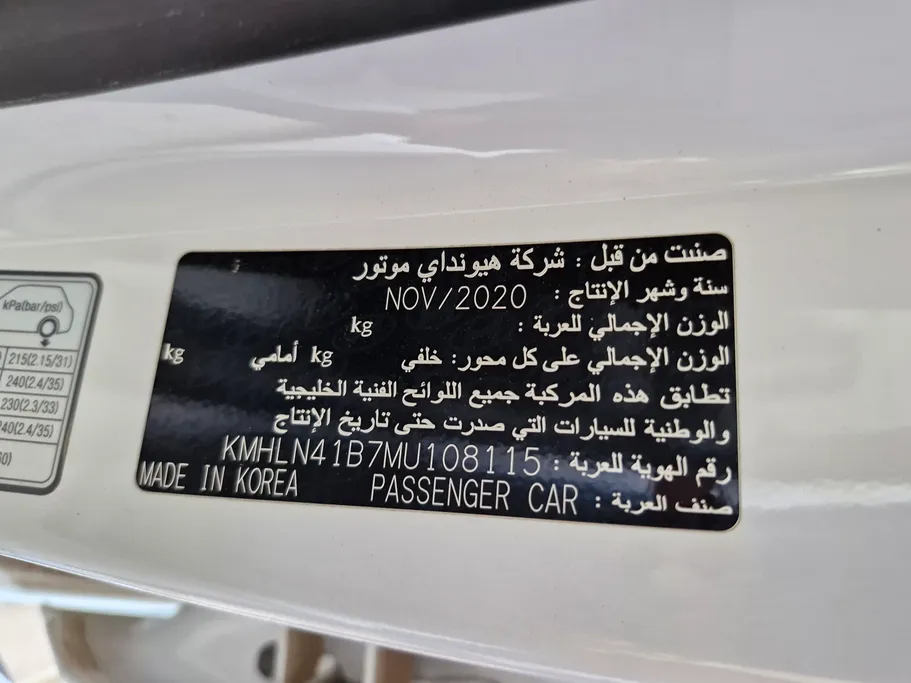 صنعت من قبل : شركة هيونداي موتور
سنة وشهر الإنتاج : NOV/2020
الوزن الإجمالي للعربة : kg
الوزن الإجمالي على كل محور: خلفي kg أمامي kg
تطابق هذه المركبة جميع اللوائح الفنية الخليجية
والوطنية للسيارات التي صدرت حتى تاريخ الإنتاج
رقم الهوية للعربة : KMHLN41B7MU108115
صنف العربة : PASSENGER CAR MADE IN KOREA
kPa(bar/psi)
215(2.15/31)
240(2.4/35)
230(2.3/33)
240(2.4/35)
60)